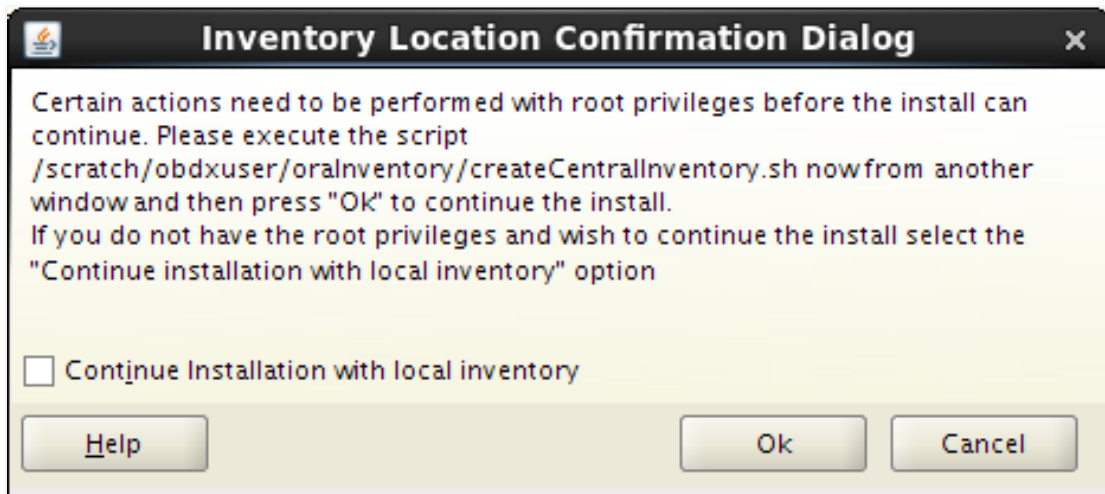 Inventory Location Confirmation Dialog
Certain actions need to be performed with root privileges before the install can
continue. Please execute the script
/scratch/obdxuser/oraInventory/createCentralInventory.sh now from another
window and then press "Ok" to continue the install.
If you do not have the root privileges and wish to continue the install select the
"Continue installation with local inventory" option
Continue Installation with local inventory
Help Ok Cancel